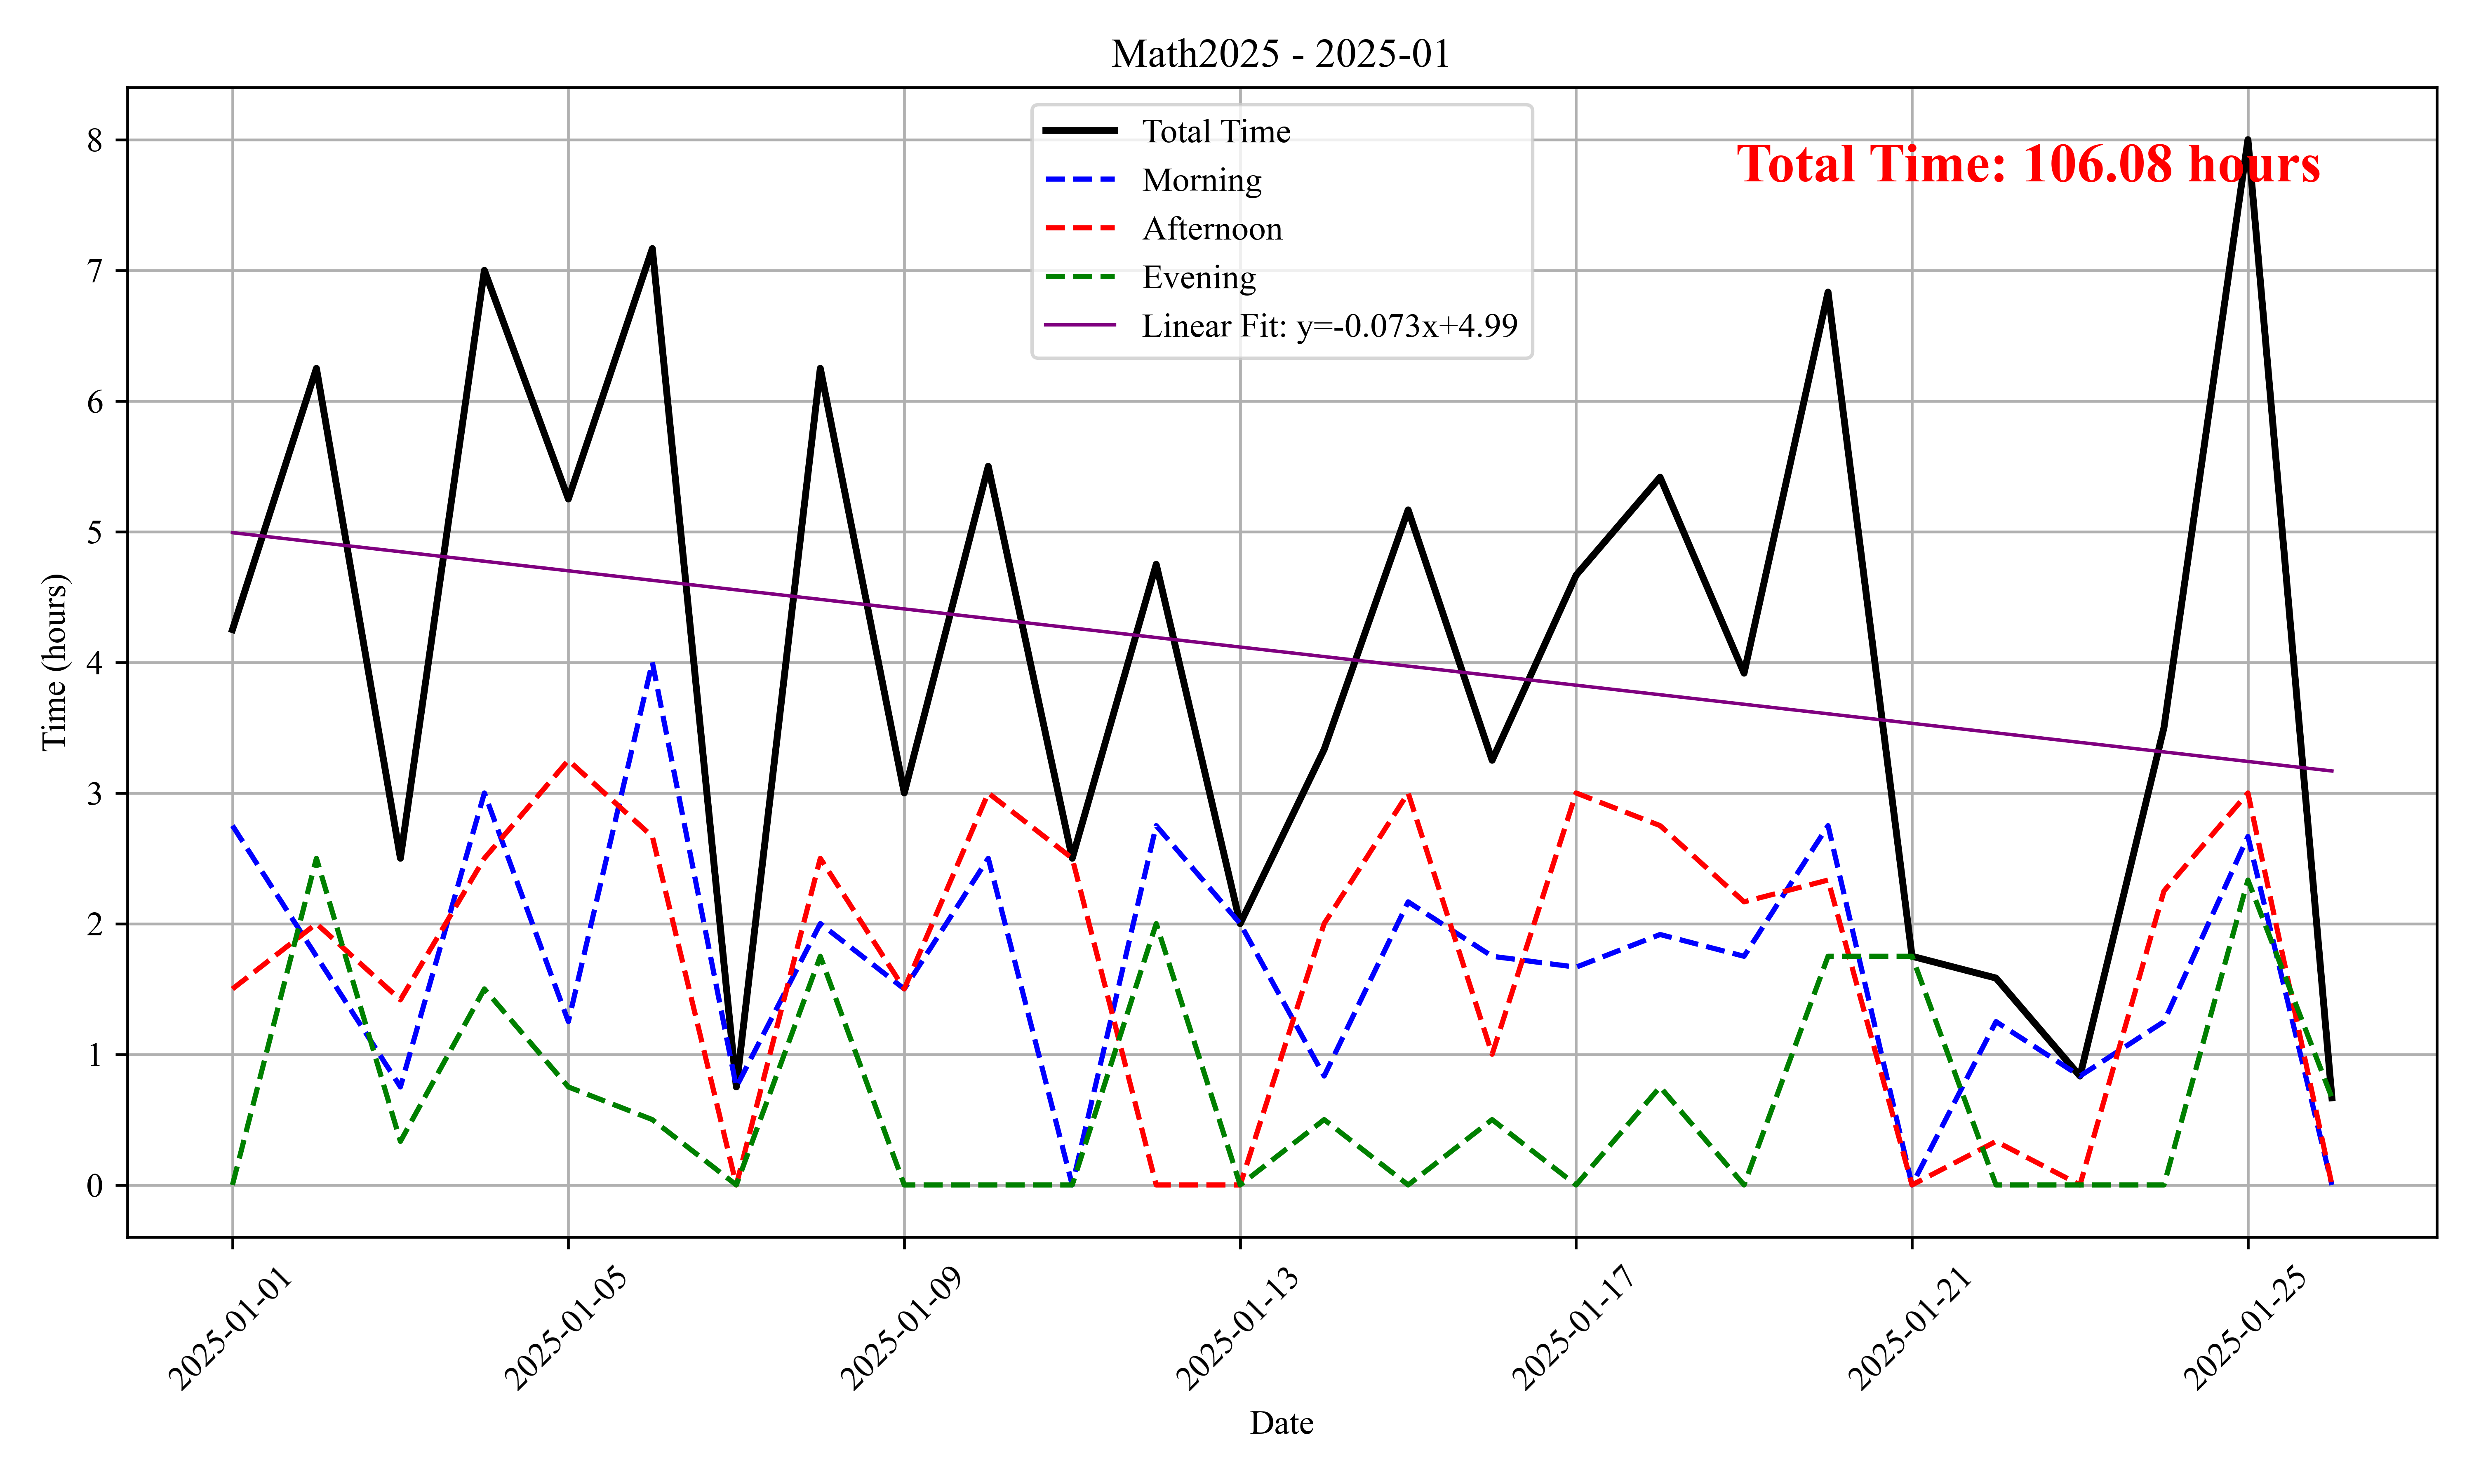 Math2025 - 2025-01
Total Time
Morning
Afternoon
Evening
Linear Fit: y=-0.073x+4.99
Total Time: 106.08 hours
Time (hours)
8
7
6
5
4
3
2
1
0
2025-01-01
2025-01-05
2025-01-09
2025-01-13
2025-01-17
2025-01-21
2025-01-25
Date